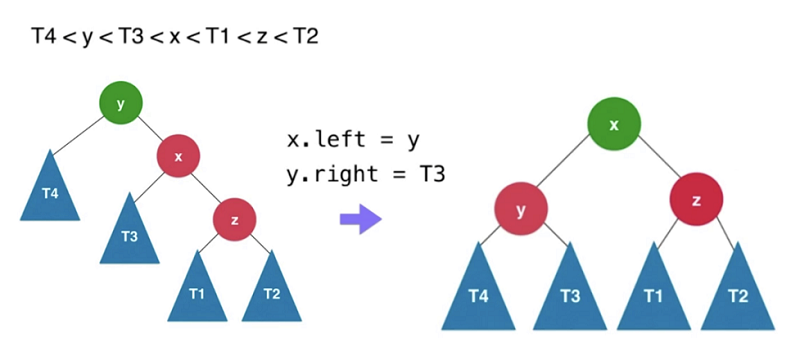 T4 < y < T3 < x < T1 < z < T2
y
x
T4
z
T3
T1
T2
x.left = y
y.right = T3
x
y
z
T4
T3
T1
T2